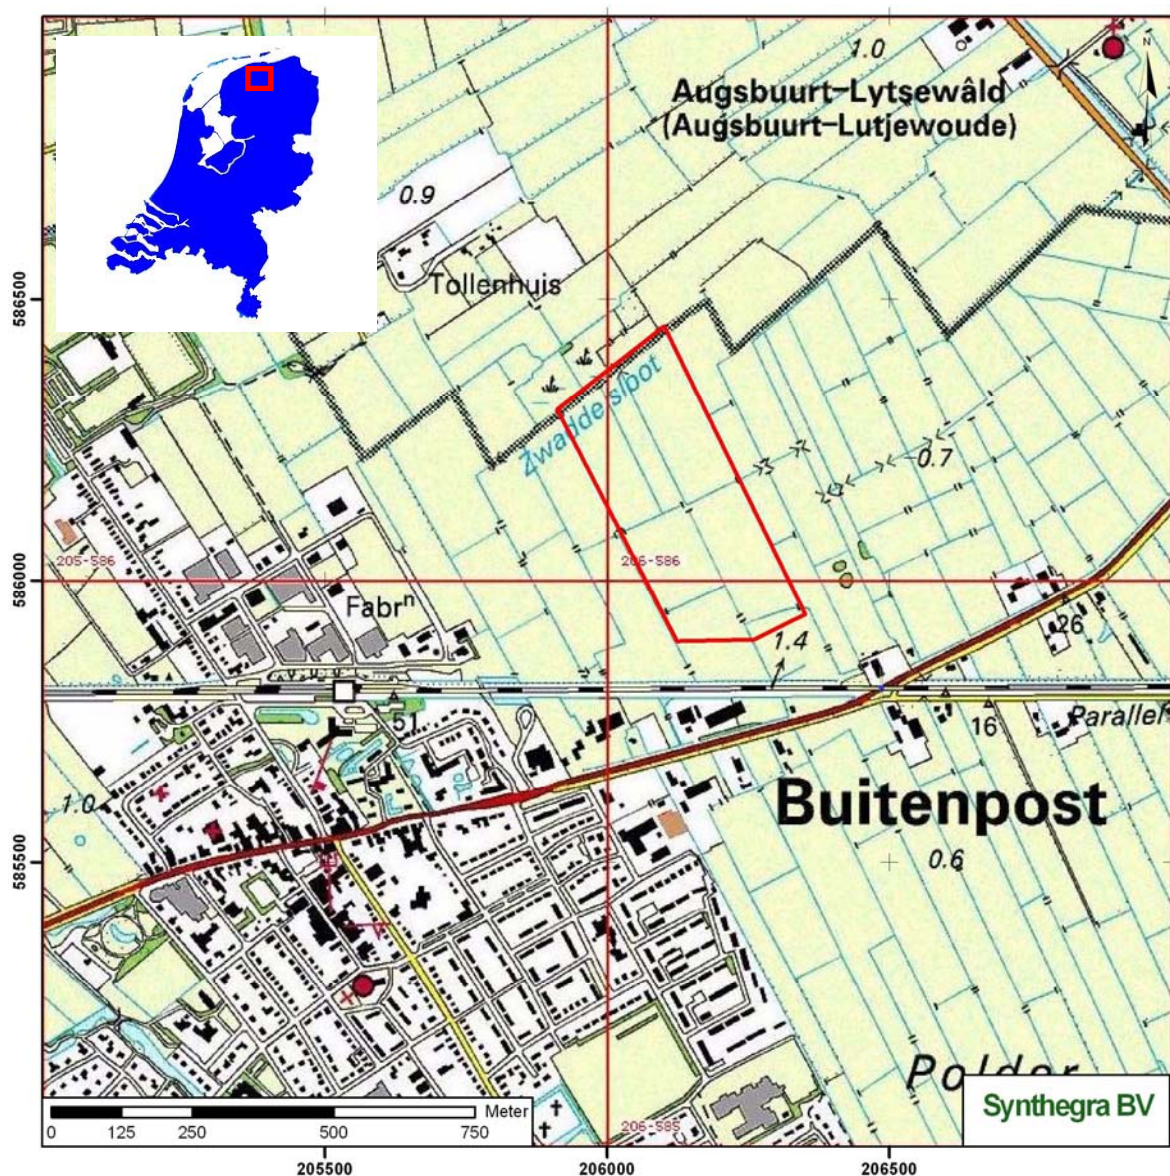 1.0
N
Augsbuurt-Lytsewâld
(Augsbuurt-Lutjewoude)
0.9
Tollenhuis
586500
Zwadde sloot
-0.7
205-586
206-586
586000
Fabrⁿ
26
1.4
51
16
Parallel
1.0
Buitenpost
0.6
585500
Polder
Synthegra BV
Meter
0 125 250 500 750
206-585
205500 206000 206500